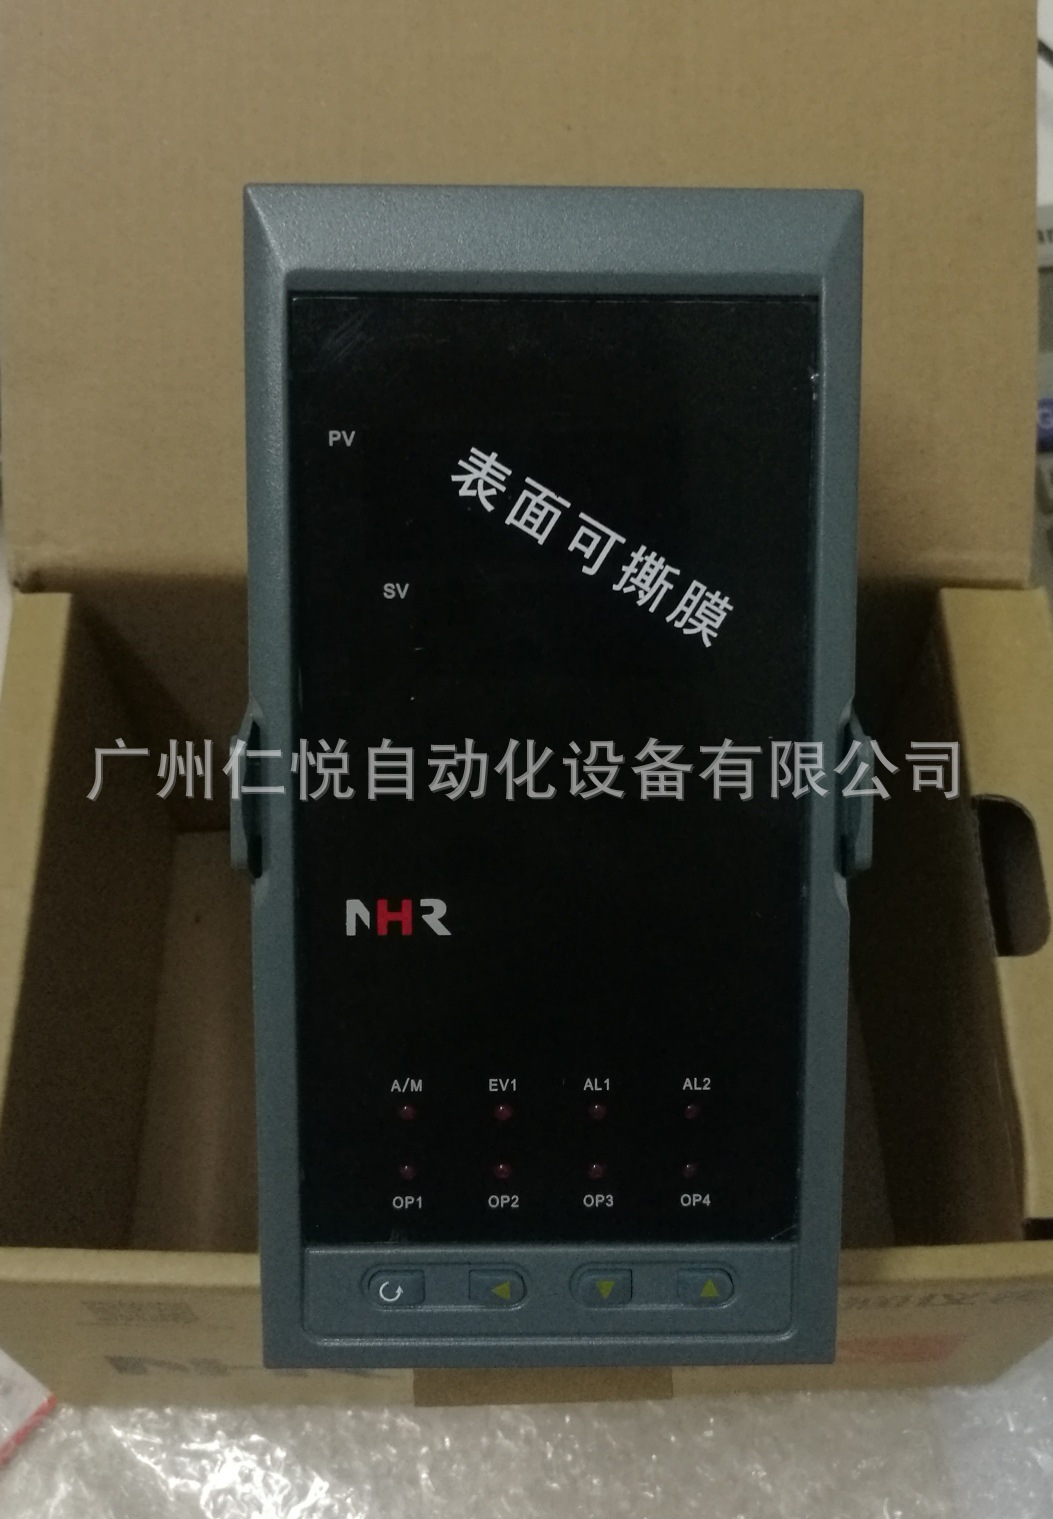 PV
表面可撕膜
SV
广州仁悦自动化设备有限公司
NHR
A/M EV1 AL1 AL2
OP1 OP2 OP3 OP4